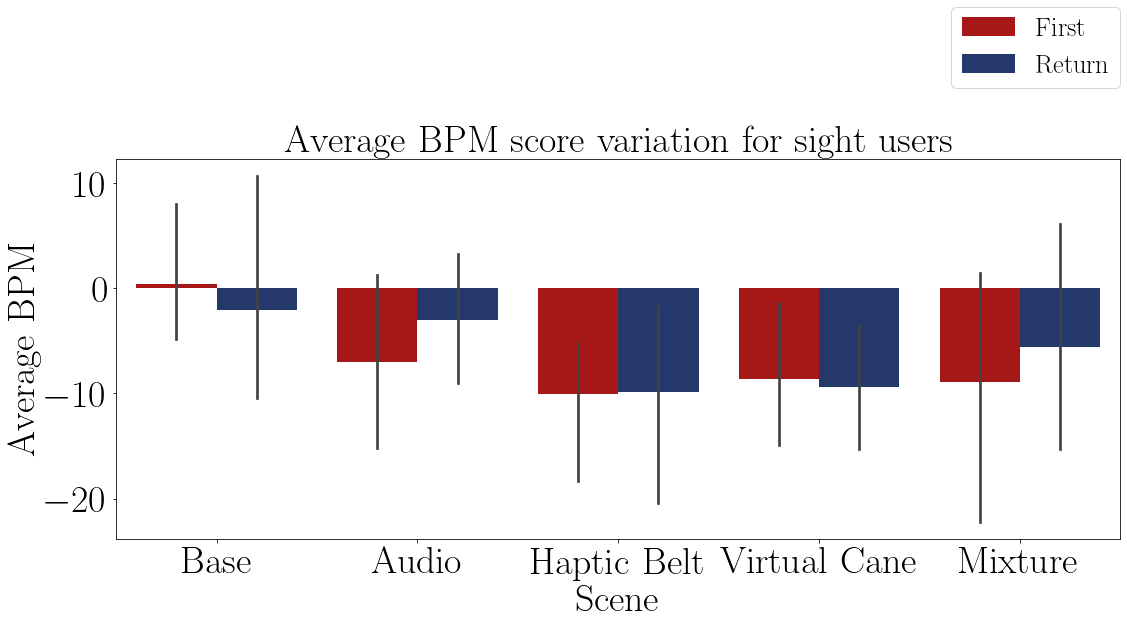 First
Return
Average BPM score variation for sight users
Average BPM
10
0
−10
−20
Base Audio Haptic Belt Virtual Cane Mixture
Scene